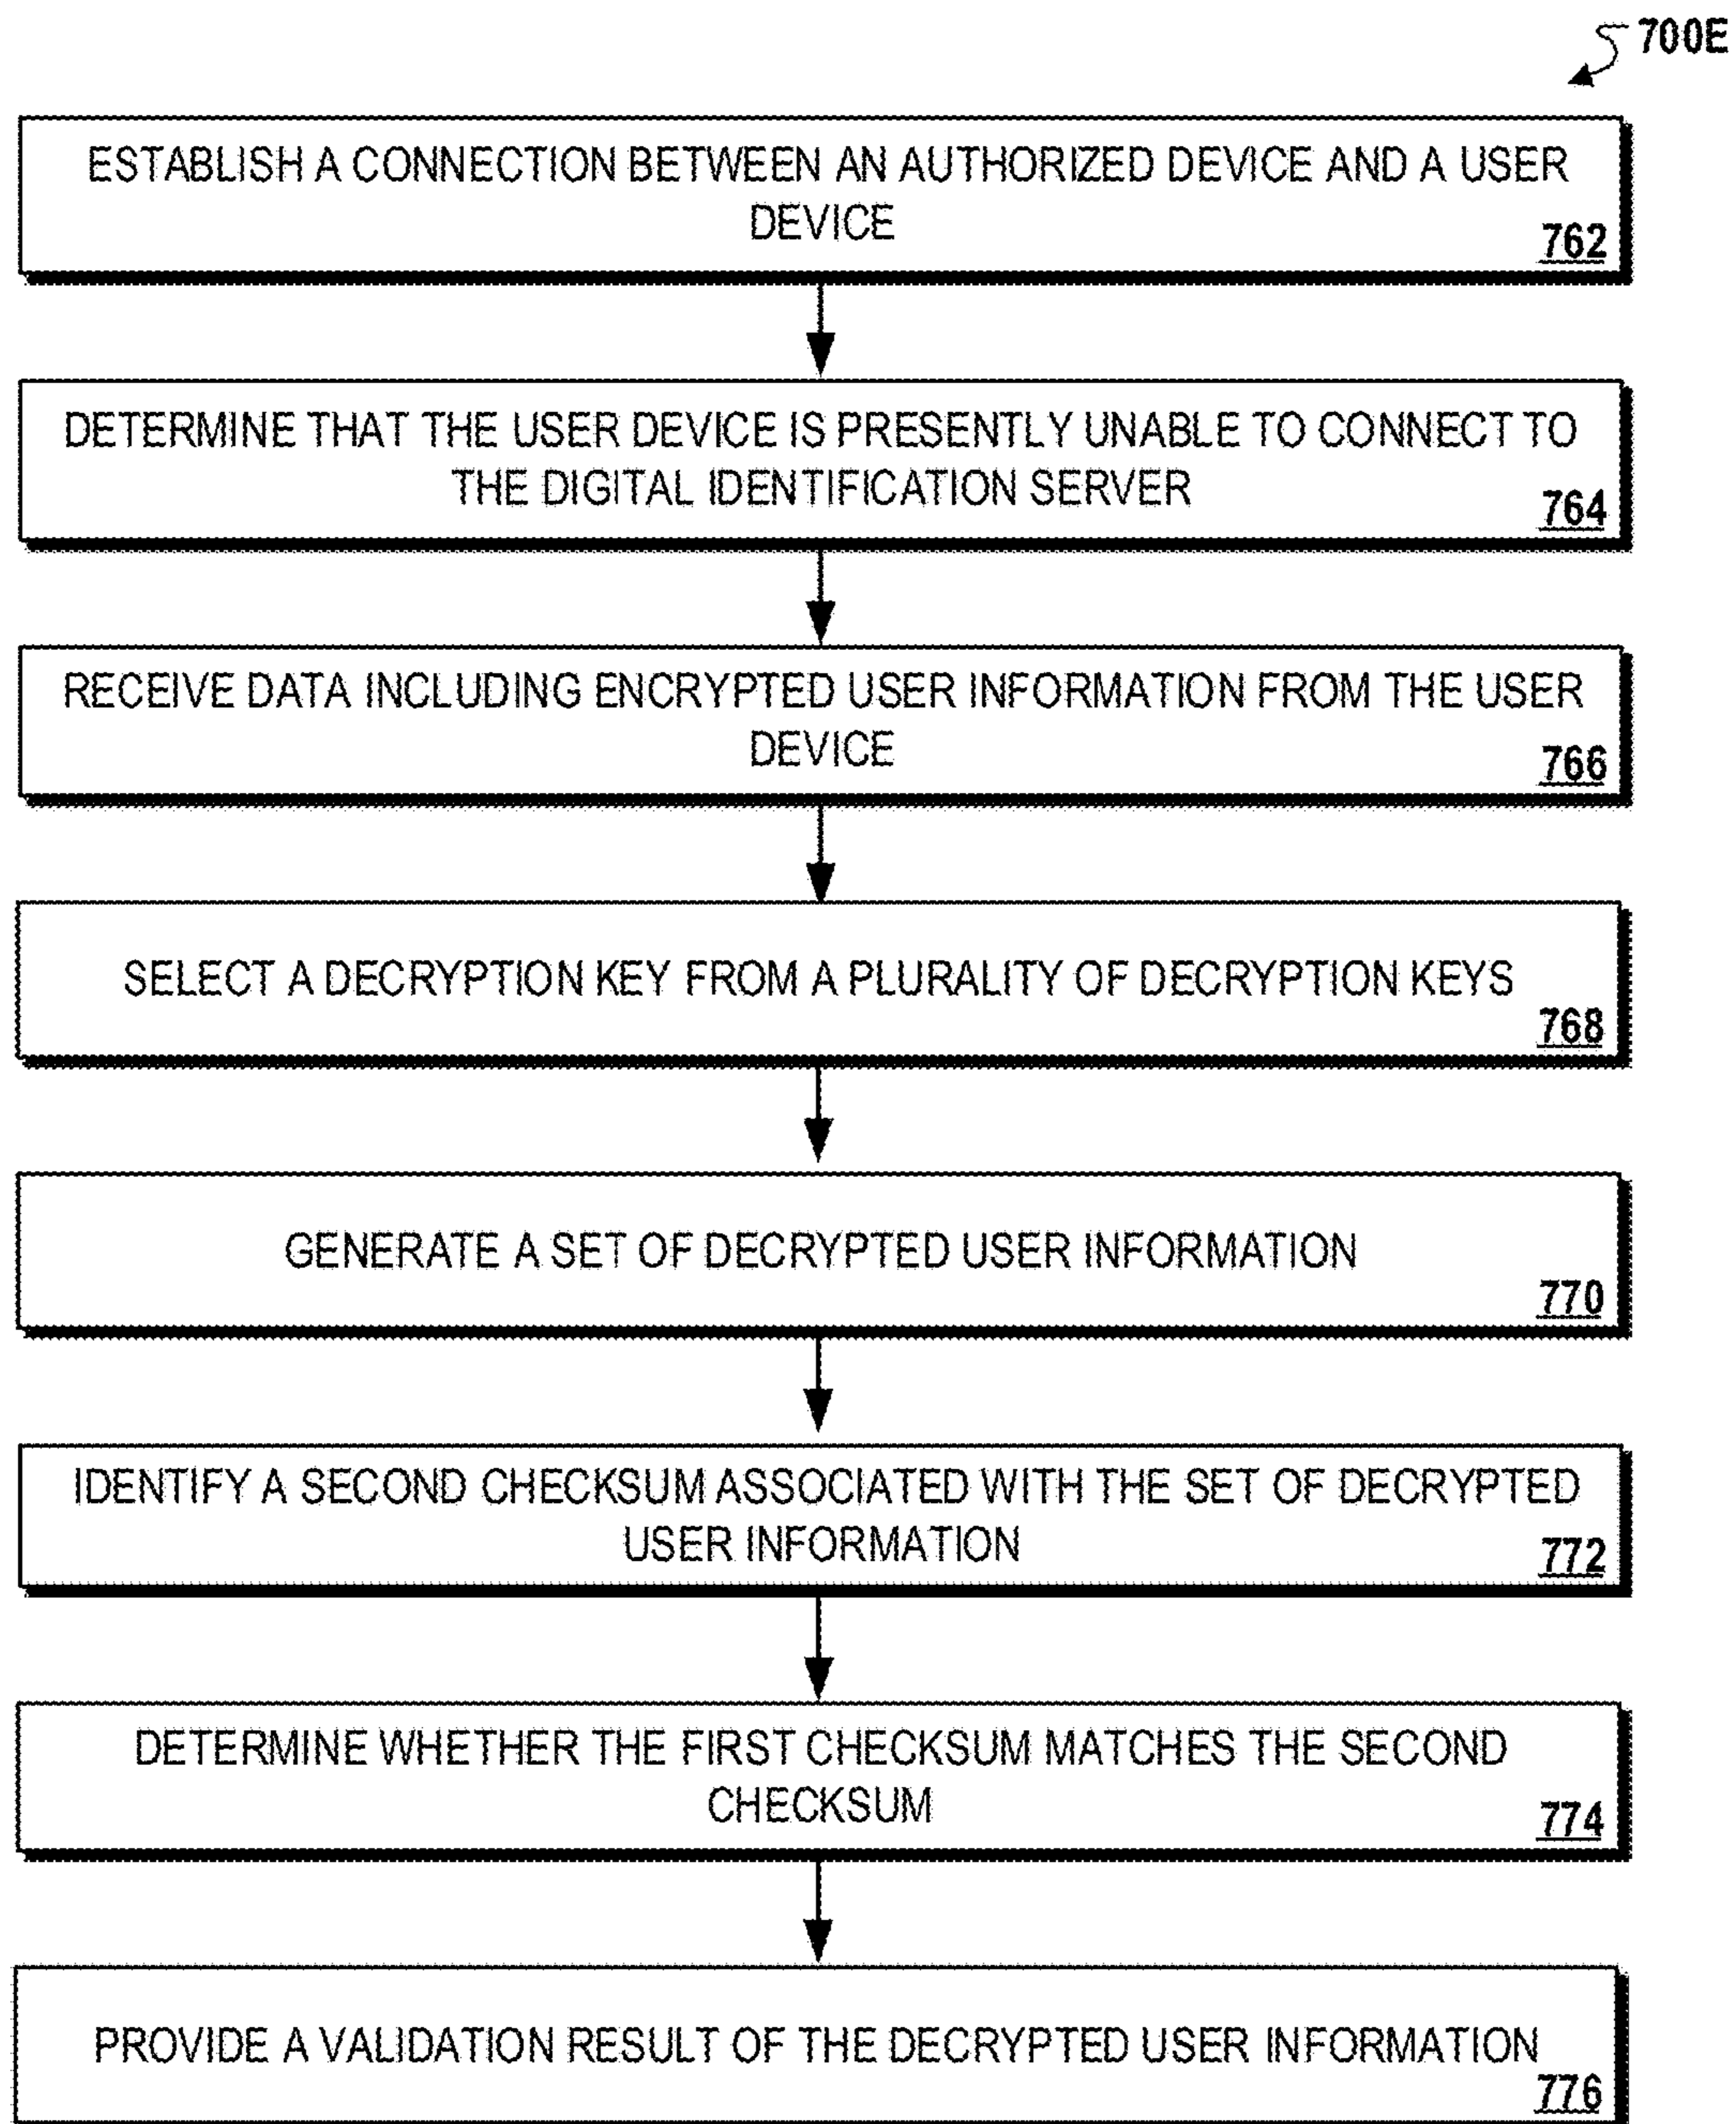 700E
ESTABLISH A CONNECTION BETWEEN AN AUTHORIZED DEVICE AND A USER
DEVICE
762
DETERMINE THAT THE USER DEVICE IS PRESENTLY UNABLE TO CONNECT TO
THE DIGITAL IDENTIFICATION SERVER
764
RECEIVE DATA INCLUDING ENCRYPTED USER INFORMATION FROM THE USER
DEVICE
766
SELECT A DECRYPTION KEY FROM A PLURALITY OF DECRYPTION KEYS
768
GENERATE A SET OF DECRYPTED USER INFORMATION
770
IDENTIFY A SECOND CHECKSUM ASSOCIATED WITH THE SET OF DECRYPTED
USER INFORMATION
772
DETERMINE WHETHER THE FIRST CHECKSUM MATCHES THE SECOND
CHECKSUM
774
PROVIDE A VALIDATION RESULT OF THE DECRYPTED USER INFORMATION
776